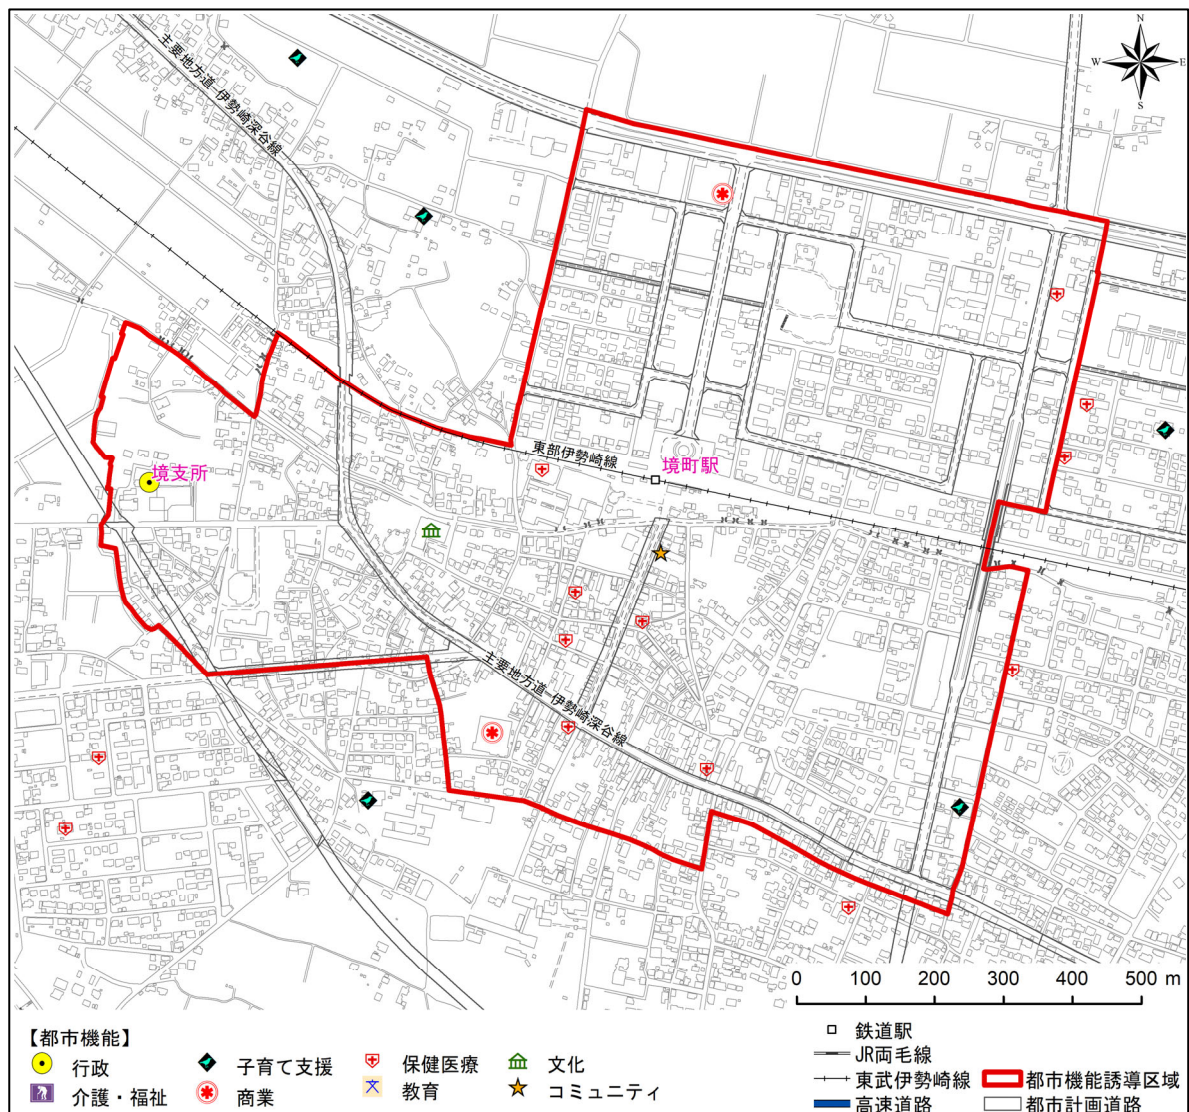 N
W E
S
主要地方道 伊勢崎深谷線
東部伊勢崎線
境町駅
境支所
主要地方道 伊勢崎深谷線
0 100 200 300 400 500 m
【都市機能】
行政 子育て支援 保健医療 文化
介護・福祉 商業 教育 コミュニティ
鉄道駅
JR両毛線
東武伊勢崎線 都市機能誘導区域
高速道路 都市計画道路